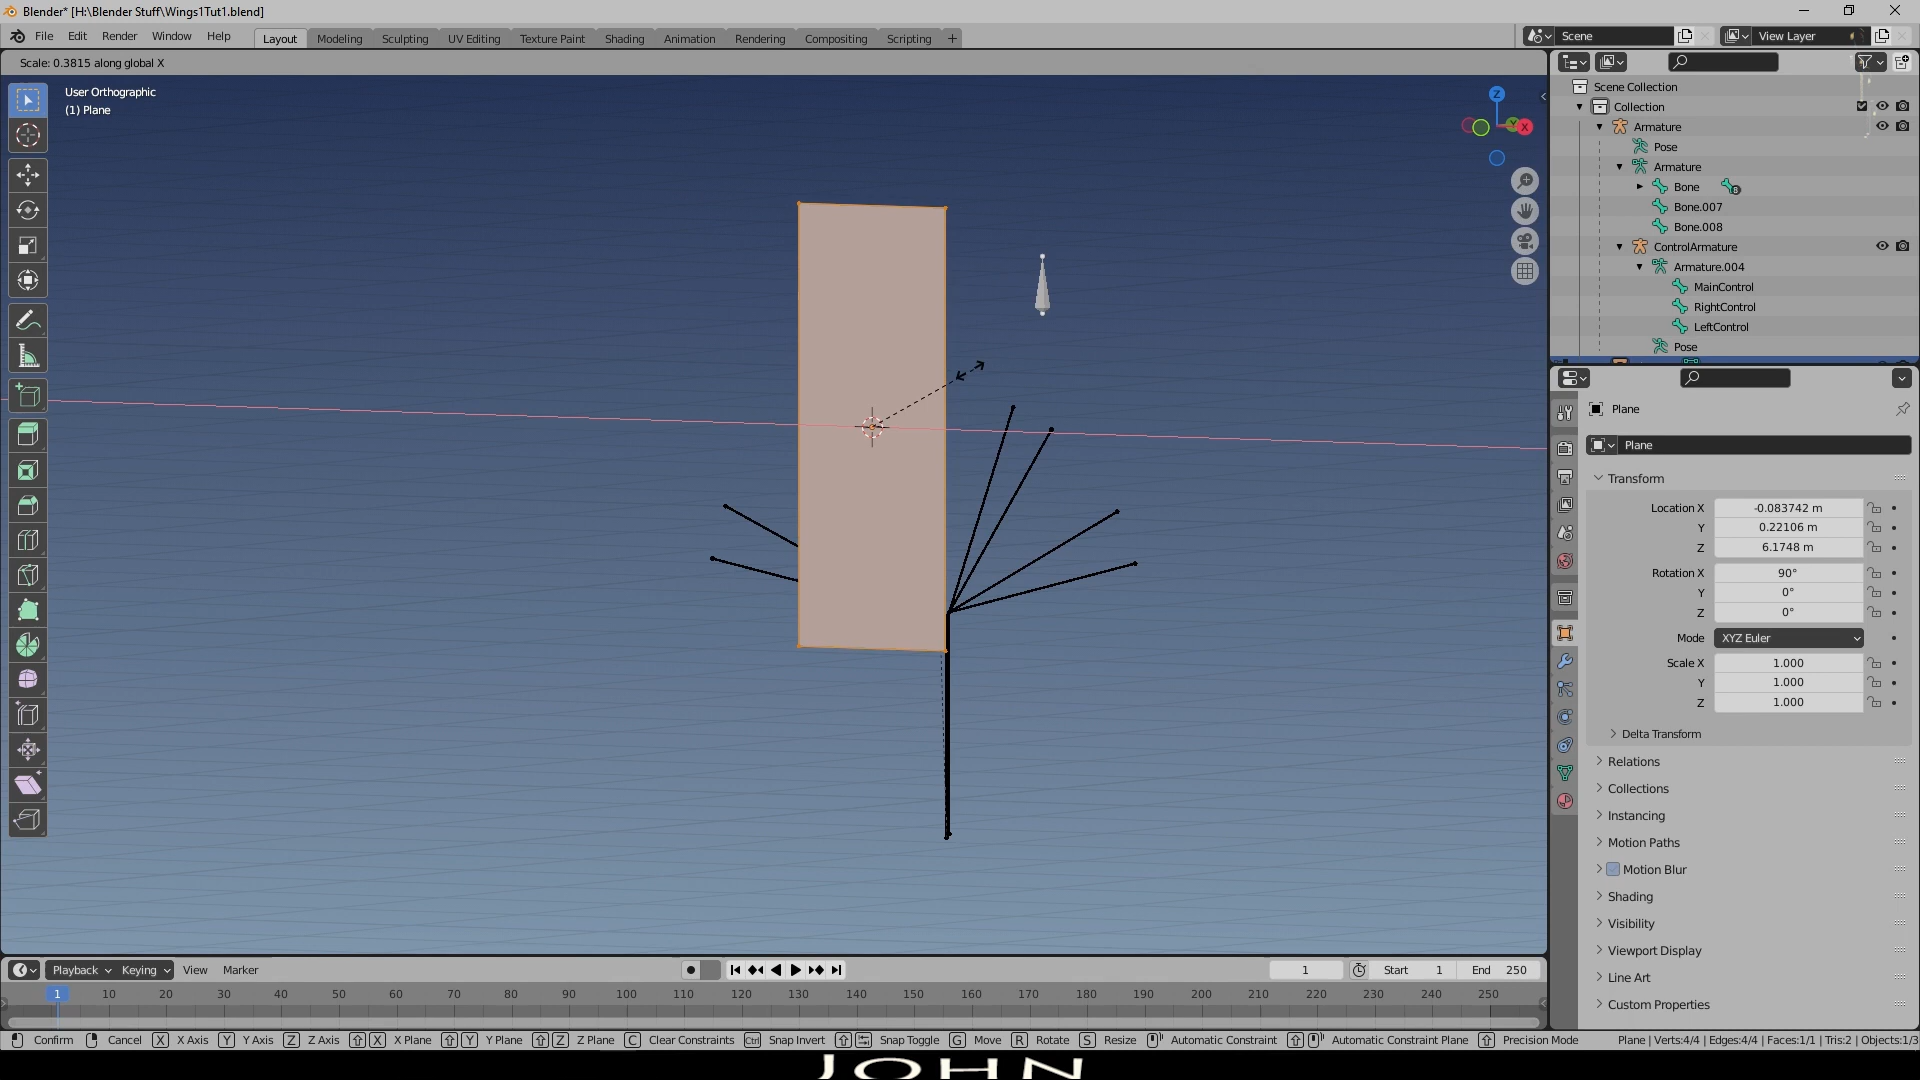 Blender* [H:\Blender Stuff\Wings1Tut1.blend]
File Edit Render Window Help Layout Modeling Sculpting UV Editing Texture Paint Shading Animation Rendering Compositing Scripting + Scene View Layer
Scale: 0.3815 along global X
User Orthographic
(1) Plane
Z
Y
X
Scene Collection
Collection
Armature
Pose
Armature
Bone 8
Bone.007
Bone.008
ControlArmature
Armature.004
MainControl
RightControl
LeftControl
Pose
Plane
Plane
Transform
Location X -0.083742 m
Y 0.22106 m
Z 6.1748 m
Rotation X 90°
Y 0°
Z 0°
Mode XYZ Euler
Scale X 1.000
Y 1.000
Z 1.000
Delta Transform
Relations
Collections
Instancing
Motion Paths
Motion Blur
Shading
Visibility
Viewport Display
Line Art
Custom Properties
Playback Keying View Marker 1 Start 1 End 250
1 10 20 30 40 50 60 70 80 90 100 110 120 130 140 150 160 170 180 190 200 210 220 230 240 250
Confirm Cancel X X Axis Y Y Axis Z Z Axis X X Plane Y Y Plane Z Z Plane C Clear Constraints Ctrl Snap Invert Snap Toggle G Move R Rotate S Resize Automatic Constraint Automatic Constraint Plane Precision Mode Plane | Verts:4/4 | Edges:4/4 | Faces:1/1 | Tris:2 | Objects:1/3
JOHN